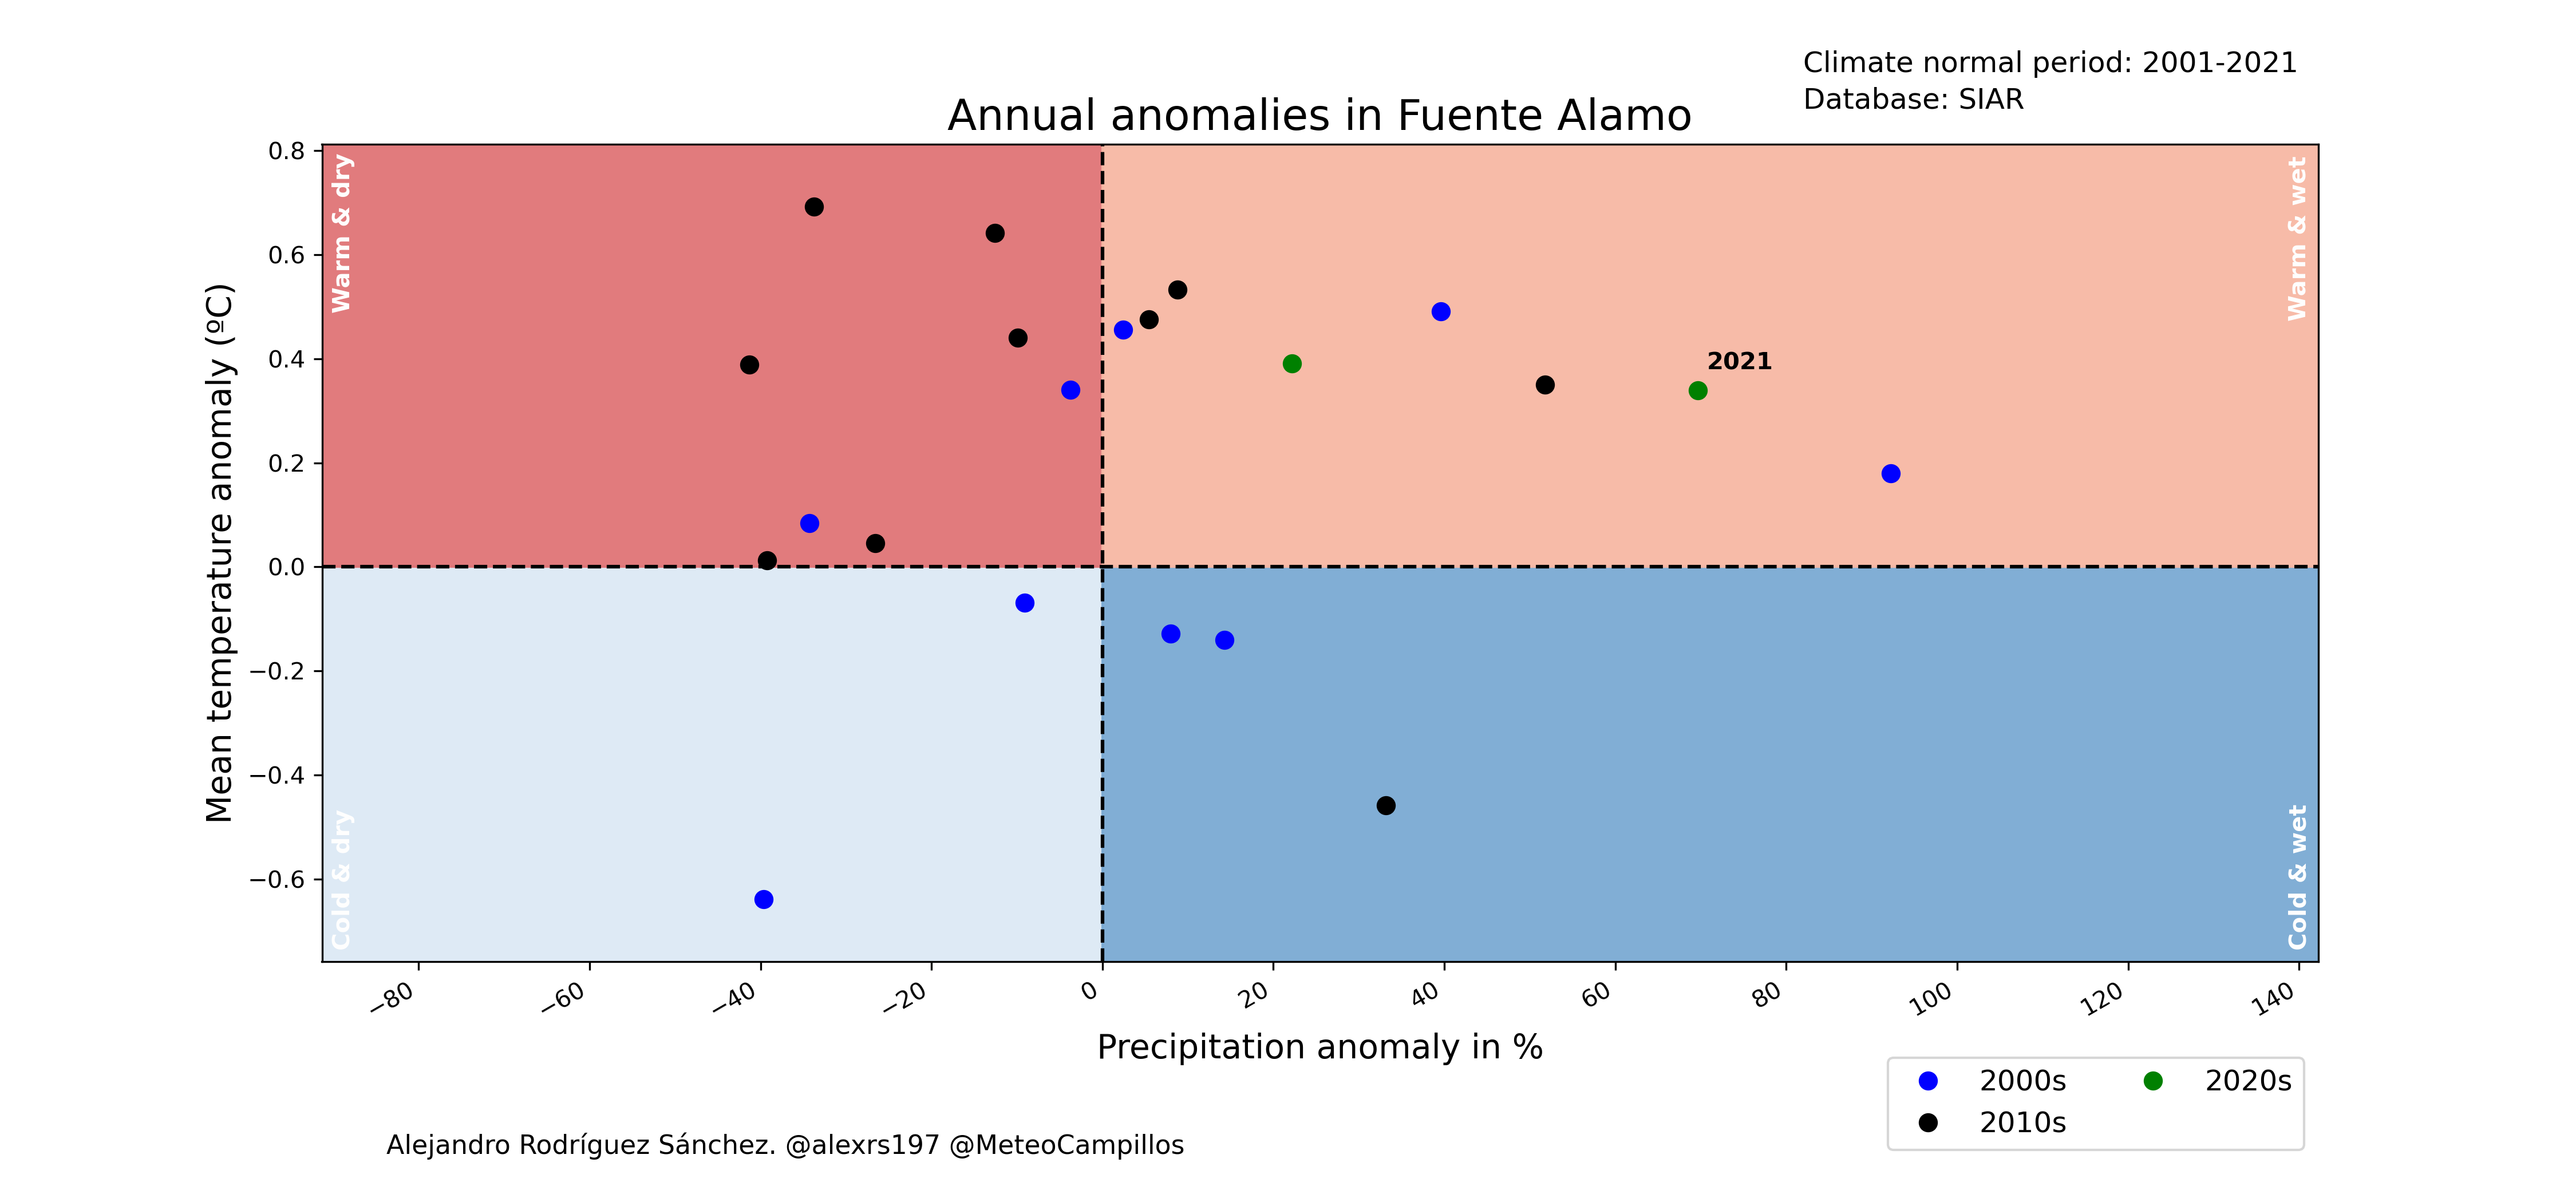 Climate normal period: 2001-2021
Database: SIAR
Annual anomalies in Fuente Alamo
Warm & dry
Warm & wet
Cold & dry
Cold & wet
2021
Mean temperature anomaly (ºC)
0.8
0.6
0.4
0.2
0.0
−0.2
−0.4
−0.6
−80
−60
−40
−20
0
20
40
60
80
100
120
140
Precipitation anomaly in %
2000s
2010s
2020s
Alejandro Rodríguez Sánchez. @alexrs197 @MeteoCampillos